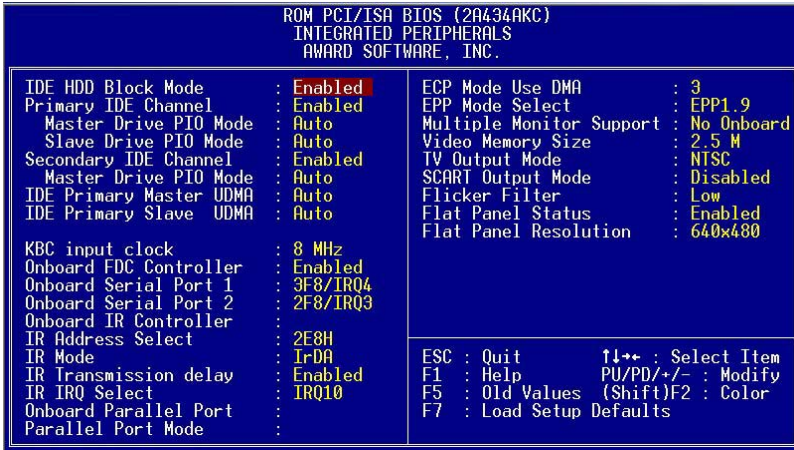 ROM PCI/ISA BIOS (2A434AKC)
INTEGRATED PERIPHERALS
AWARD SOFTWARE, INC.
IDE HDD Block Mode : Enabled
Primary IDE Channel : Enabled
Master Drive PIO Mode : Auto
Slave Drive PIO Mode : Auto
Secondary IDE Channel : Enabled
Master Drive PIO Mode : Auto
IDE Primary Master UDMA : Auto
IDE Primary Slave UDMA : Auto
KBC input clock : 8 MHz
Onboard FDC Controller : Enabled
Onboard Serial Port 1 : 3F8/IRQ4
Onboard Serial Port 2 : 2F8/IRQ3
Onboard IR Controller :
IR Address Select : 2E8H
IR Mode : IrDA
IR Transmission delay : Enabled
IR IRQ Select : IRQ10
Onboard Parallel Port :
Parallel Port Mode :
ECP Mode Use DMA : 3
EPP Mode Select : EPP1.9
Multiple Monitor Support : No Onboard
Video Memory Size : 2.5 M
TV Output Mode : NTSC
SCART Output Mode : Disabled
Flicker Filter : Low
Flat Panel Status : Enabled
Flat Panel Resolution : 640x480
ESC : Quit ↑↓→← : Select Item
F1 : Help PU/PD/+/- : Modify
F5 : Old Values (Shift)F2 : Color
F7 : Load Setup Defaults